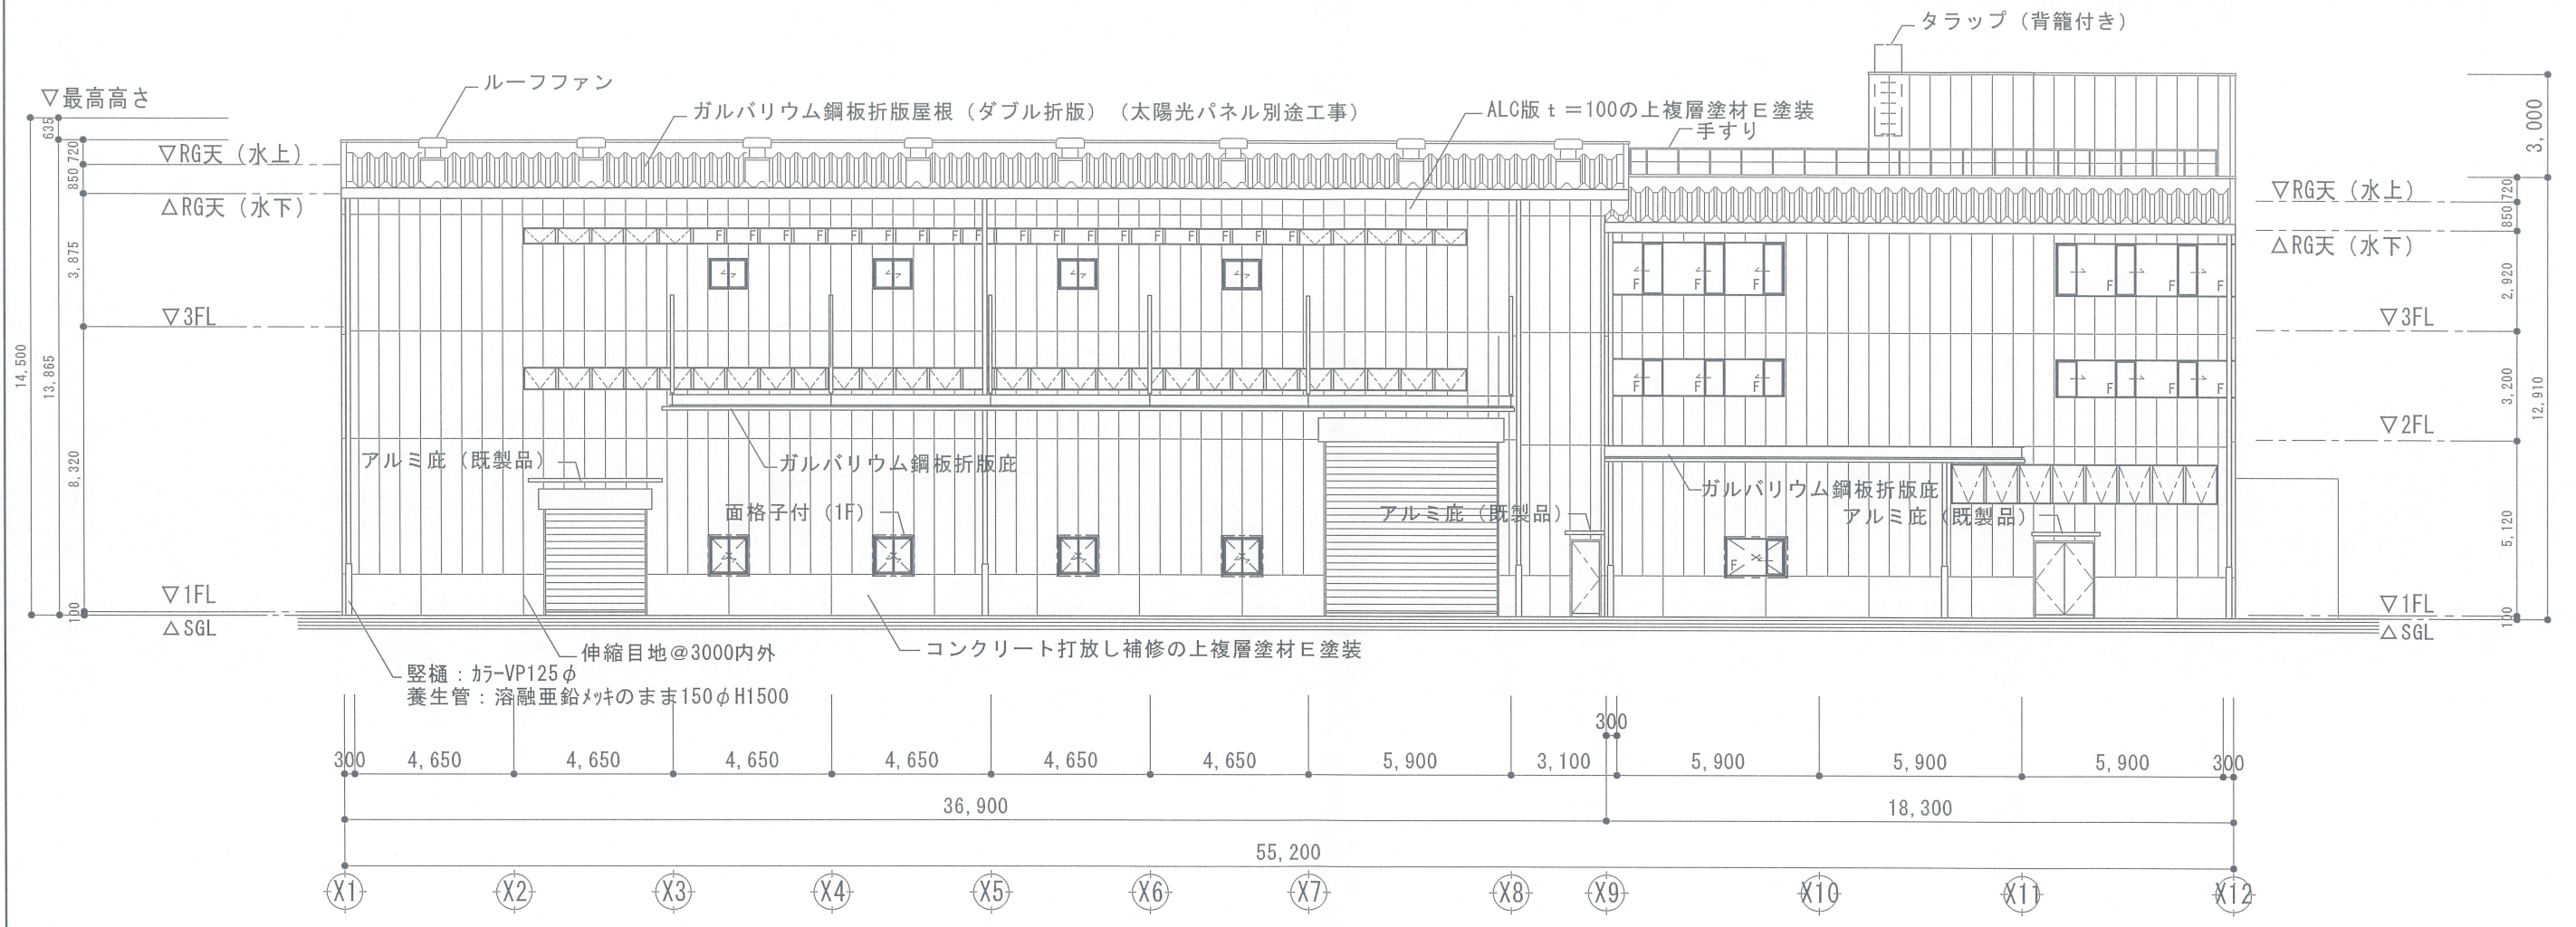 タラップ（背籠付き）
ルーフファン
▽最高高さ
ガルバリウム鋼板折版屋根（ダブル折版）（太陽光パネル別途工事）
ALC版ｔ＝100の上複層塗材Ｅ塗装
手すり
635
720
850
3,875
8,320
100
14,500
13,865
▽RG天（水上）
△RG天（水下）
▽3FL
▽1FL
△SGL
F F F F F F F F F F F F F F F F F F
F F F F F F
F F F F F F
アルミ庇（既製品）
ガルバリウム鋼板折版庇
面格子付（1F）
アルミ庇（既製品）
ガルバリウム鋼板折版庇
アルミ庇（既製品）
F
3,000
▽RG天（水上）
△RG天（水下）
▽3FL
▽2FL
▽1FL
△SGL
720
850
2,920
3,200
5,120
100
12,910
伸縮目地@3000内外
コンクリート打放し補修の上複層塗材Ｅ塗装
竪樋：ｶﾗｰVP125φ
養生管：溶融亜鉛ﾒｯｷのまま150φH1500
300
300 4,650 4,650 4,650 4,650 4,650 4,650 5,900 3,100 5,900 5,900 5,900 300
36,900 18,300
55,200
X1 X2 X3 X4 X5 X6 X7 X8 X9 X10 X11 X12